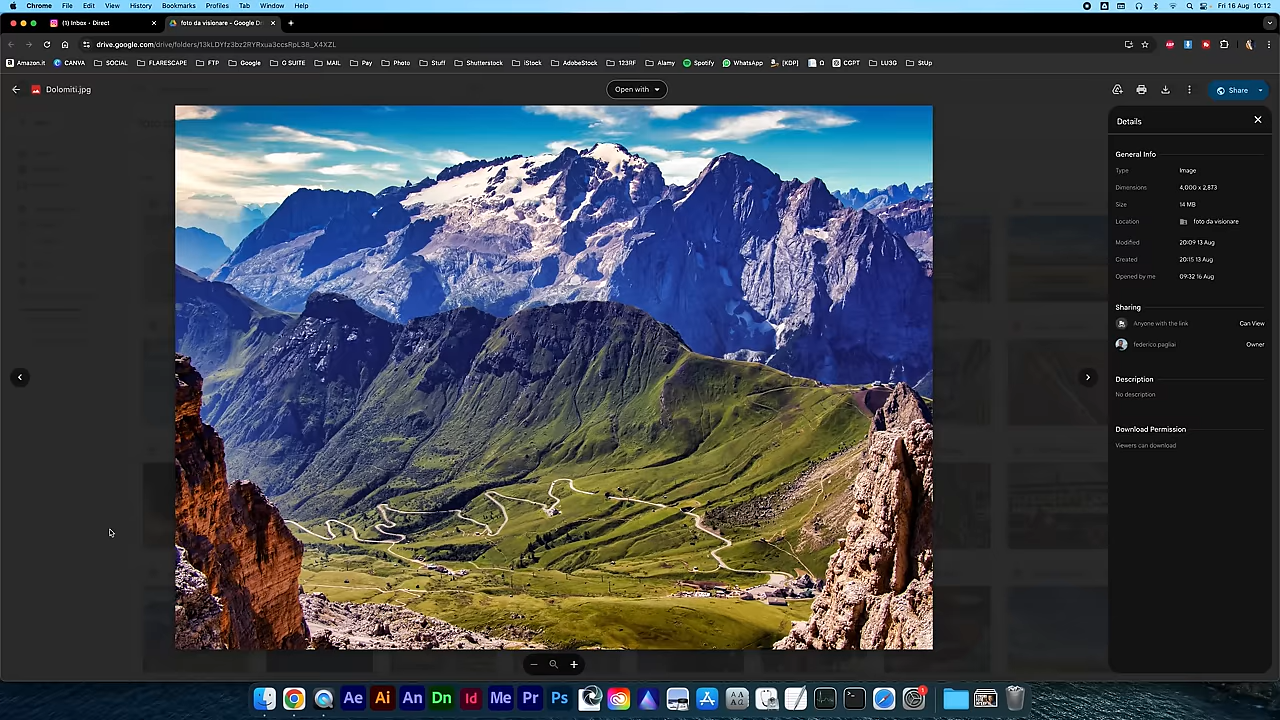 Chrome File Edit View History Bookmarks Profiles Tab Window Help Fri 16 Aug 10:12
(1) Inbox • Direct foto da visionare - Google Dr
drive.google.com/drive/folders/13kLDYfz3bz2RYRxua3ccsRpL38_X4XZL
Amazon.it CANVA SOCIAL FLARESCAPE FTP Google G SUITE MAIL Pay Photo Stuff Shutterstock iStock AdobeStock 123RF Alamy Spotify WhatsApp [KDP] CGPT LU3G StUp
Dolomiti.jpg Open with Share
Details
General Info
Type Image
Dimensions 4,000 x 2,873
Size 14 MB
Location foto da visionare
Modified 20:09 13 Aug
Created 20:15 13 Aug
Opened by me 09:32 16 Aug
Sharing
Anyone with the link Can View
federico pagliai Owner
Description
No description
Download Permission
Viewers can download
Ae Ai An Dn Id Me Pr Ps